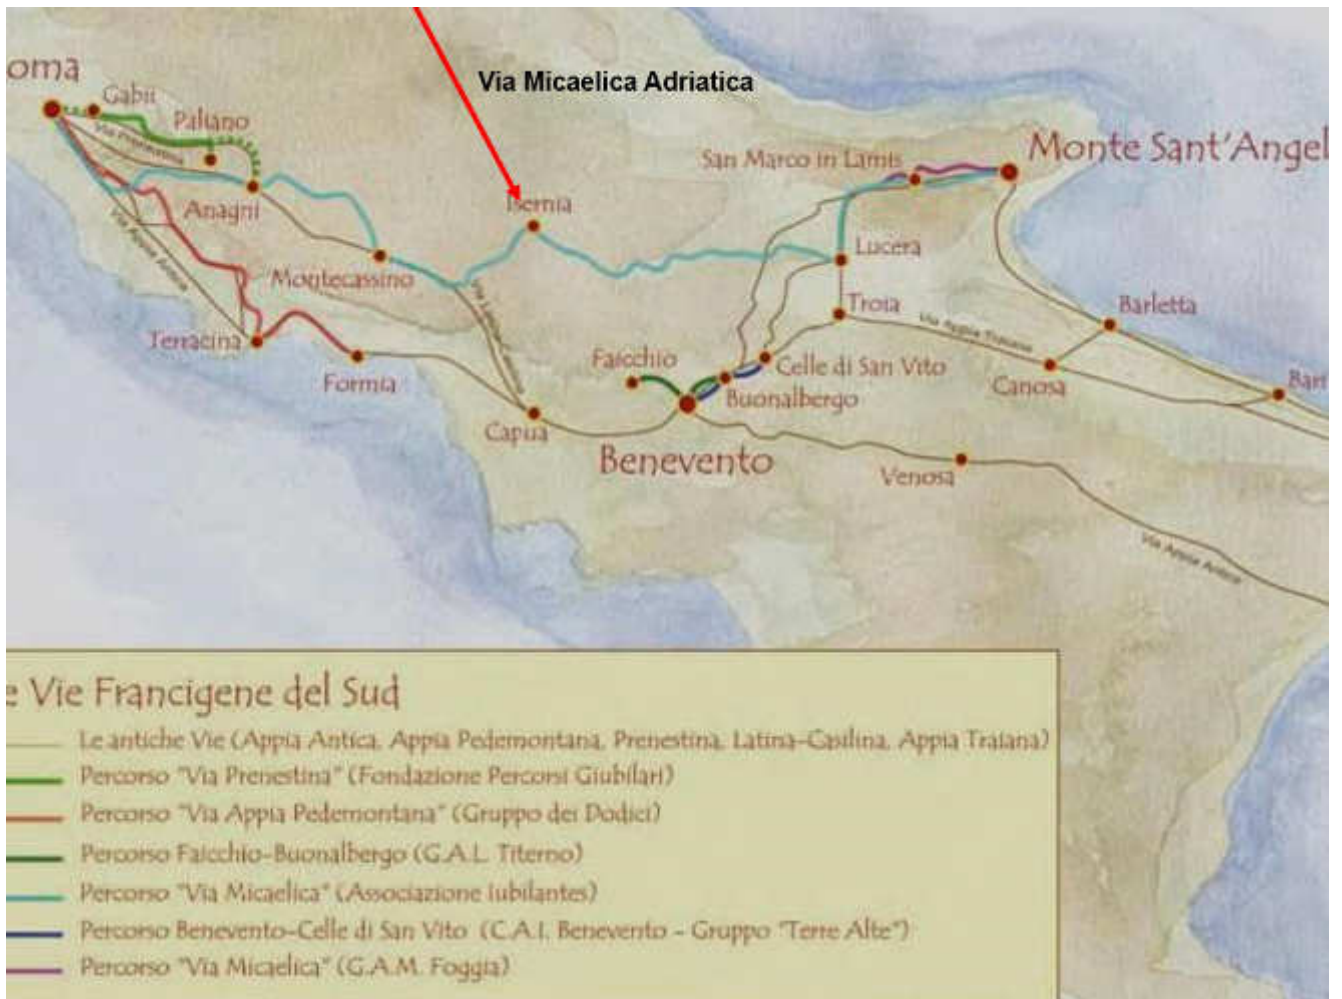 oma
Gabii
Via Micaelica Adriatica
Paliano
Via Prenestina
San Marco in Lamis
Monte Sant'Angel
Anagni
Isernia
Via Appia Antica
Montecassino
Lucera
Terracina
Troia
Via Appia Traiana
Barletta
Formia
Faicchio
Celle di San Vito
Canosa
Bari
Buonalbergo
Capua
Benevento
Venosa
Via Appia Antica
e Vie Francigene del Sud
Le antiche Vie (Appia Antica, Appia Pedemontana, Prenestina, Latina-Casilina, Appia Traiana)
Percorso "Via Prenestina" (Fondazione Percorsi Giubilari)
Percorso "Via Appia Pedemontana" (Gruppo dei Dodici)
Percorso Faicchio-Buonalbergo (G.A.L. Titerno)
Percorso "Via Micaelica" (Associazione Iubilantes)
Percorso Benevento-Celle di San Vito (C.A.I. Benevento - Gruppo "Terre Alte")
Percorso "Via Micaelica" (G.A.M. Foggia)